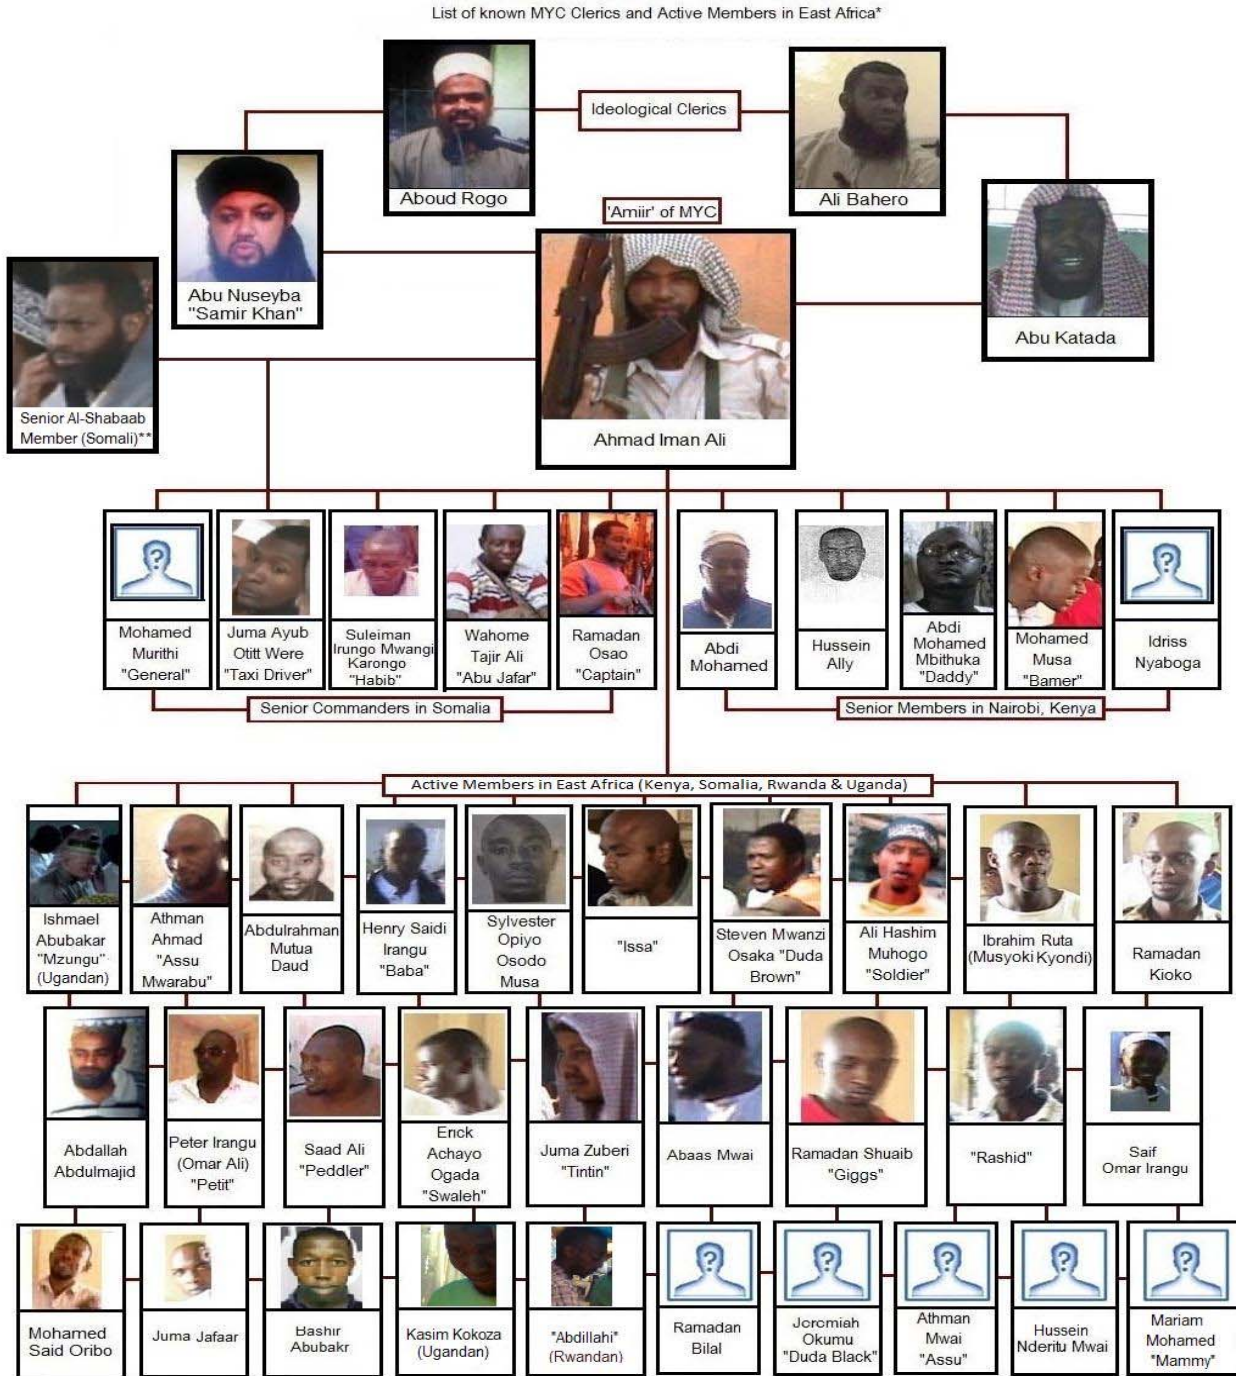 List of known MYC Clerics and Active Members in East Africa*
Ideological Clerics
Aboud Rogo
Ali Bahero
'Amiir' of MYC
Abu Nuseyba
"Samir Khan"
Abu Katada
Senior Al-Shabaab
Member (Somali)**
Ahmad Iman Ali
Mohamed
Murithi
"General"
Juma Ayub
Otitt Were
"Taxi Driver"
Suleiman
Irungo Mwangi
Karongo
"Habib"
Wahome
Tajir Ali
"Abu Jafar"
Ramadan
Osao
"Captain"
Abdi
Mohamed
Hussein
Ally
Abdi
Mohamed
Mbithuka
"Daddy"
Mohamed
Musa
"Bamer"
Idriss
Nyaboga
Senior Commanders in Somalia
Senior Members in Nairobi, Kenya
Active Members in East Africa (Kenya, Somalia, Rwanda & Uganda)
Ishmael
Abubakar
"Mzungu"
(Ugandan)
Athman
Ahmad
"Assu
Mwarabu"
Abdulrahman
Mutua
Daud
Henry Saidi
Irangu
"Baba"
Sylvester
Opiyo
Osodo
Musa
"Issa"
Steven Mwanzi
Osaka "Duda
Brown"
Ali Hashim
Muhogo
"Soldier"
Ibrahim Ruta
(Musyoki Kyondi)
Ramadan
Kioko
Abdallah
Abdulmajid
Peter Irangu
(Omar Ali)
"Petit"
Saad Ali
"Peddler"
Erick
Achayo
Ogada
"Swaleh"
Juma Zuberi
"Tintin"
Abaas Mwai
Ramadan Shuaib
"Giggs"
"Rashid"
Saif
Omar Irangu
Mohamed
Said Oribo
Juma Jafaar
Bashir
Abubakr
Kasim Kokoza
(Ugandan)
"Abdillahi"
(Rwandan)
Ramadan
Bilal
Joromiah
Okumu
"Duda Black"
Athman
Mwai
"Assu"
Hussein
Nderitu Mwai
Mariam
Mohamed
"Mammy"